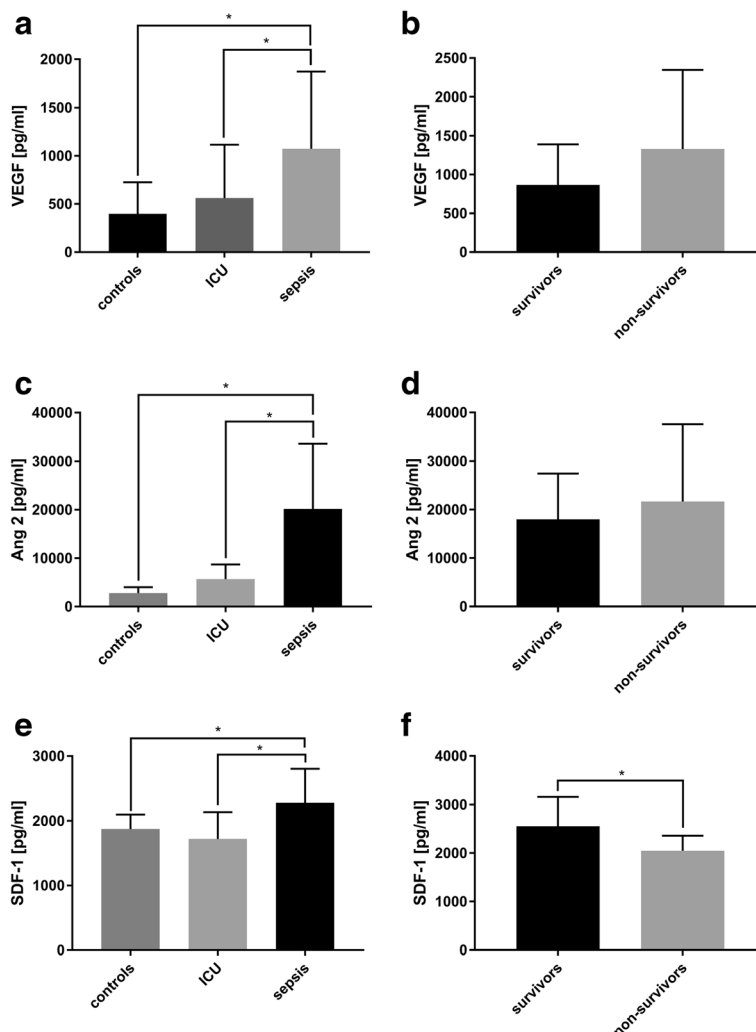 a
*
*
VEGF [pg/ml]
2000
1500
1000
500
0
controls
ICU
sepsis
b
VEGF [pg/ml]
2500
2000
1500
1000
500
0
survivors
non-survivors
c
*
*
Ang 2 [pg/ml]
40000
30000
20000
10000
0
controls
ICU
sepsis
d
Ang 2 [pg/ml]
40000
30000
20000
10000
0
survivors
non-survivors
e
*
*
SDF-1 [pg/ml]
3000
2000
1000
0
controls
ICU
sepsis
f
*
SDF-1 [pg/ml]
4000
3000
2000
1000
0
survivors
non-survivors